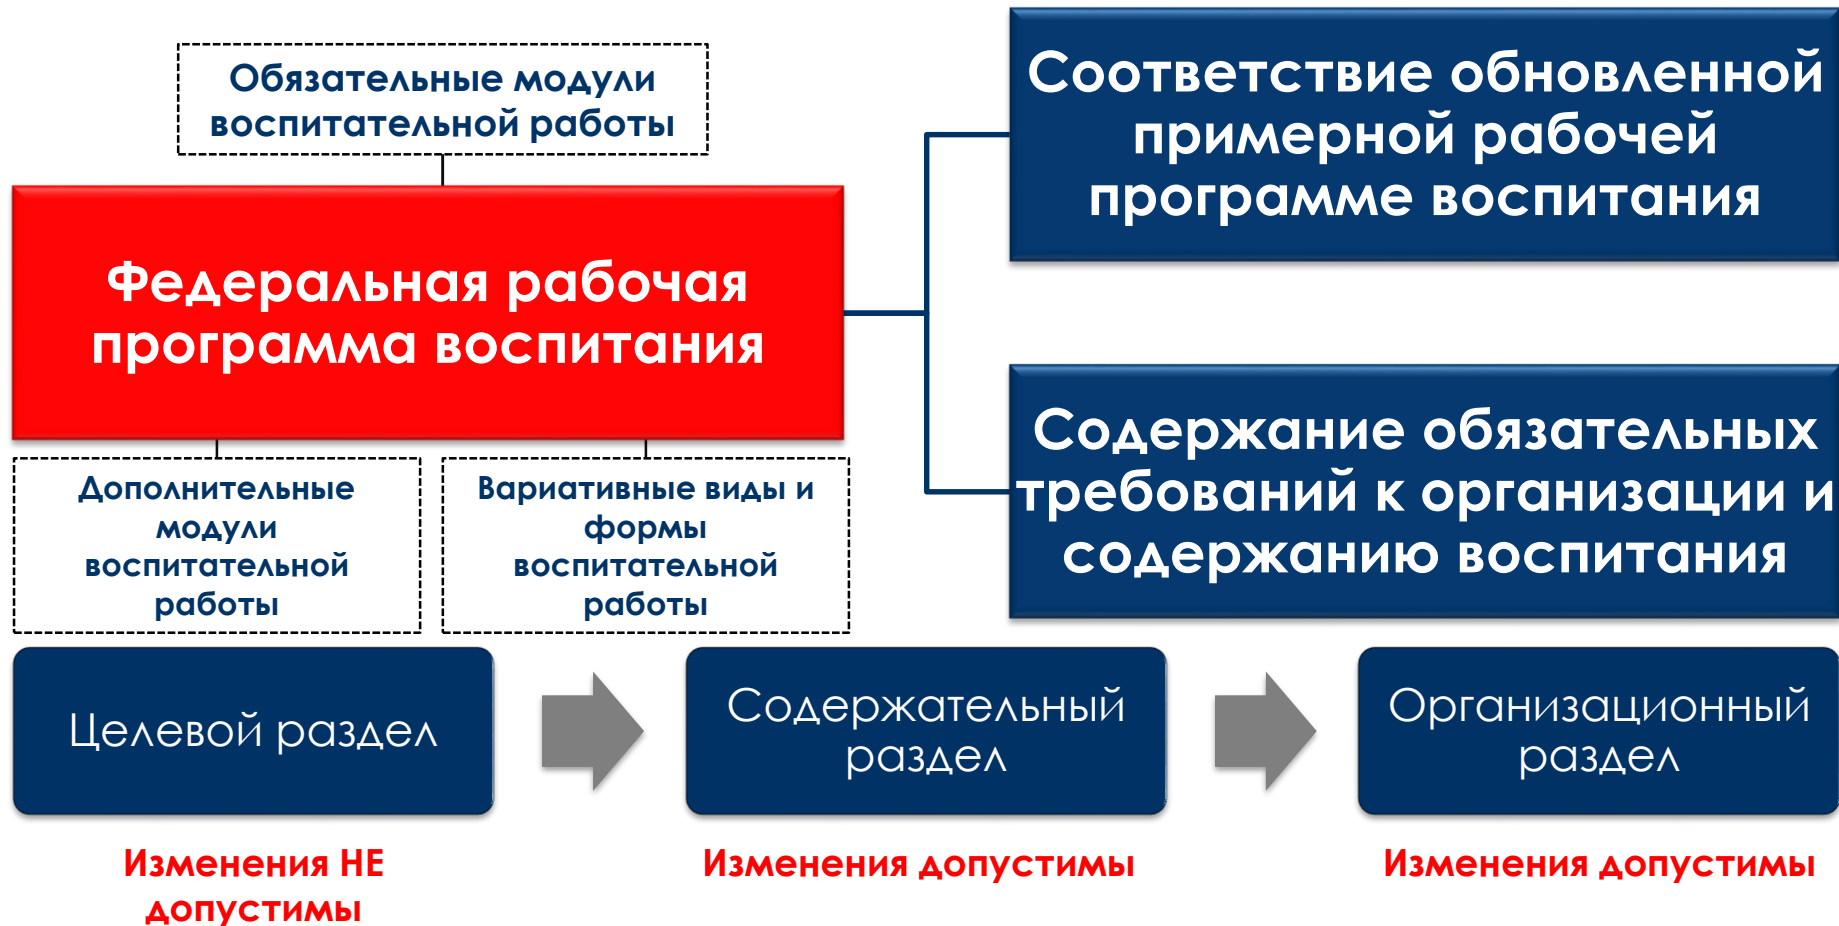 Обязательные модули
воспитательной работы
Федеральная рабочая
программа воспитания
Дополнительные
модули
воспитательной
работы
Вариативные виды и
формы
воспитательной
работы
Соответствие обновленной
примерной рабочей
программе воспитания
Содержание обязательных
требований к организации и
содержанию воспитания
Целевой раздел
Содержательный
раздел
Организационный
раздел
Изменения НЕ
допустимы
Изменения допустимы
Изменения допустимы